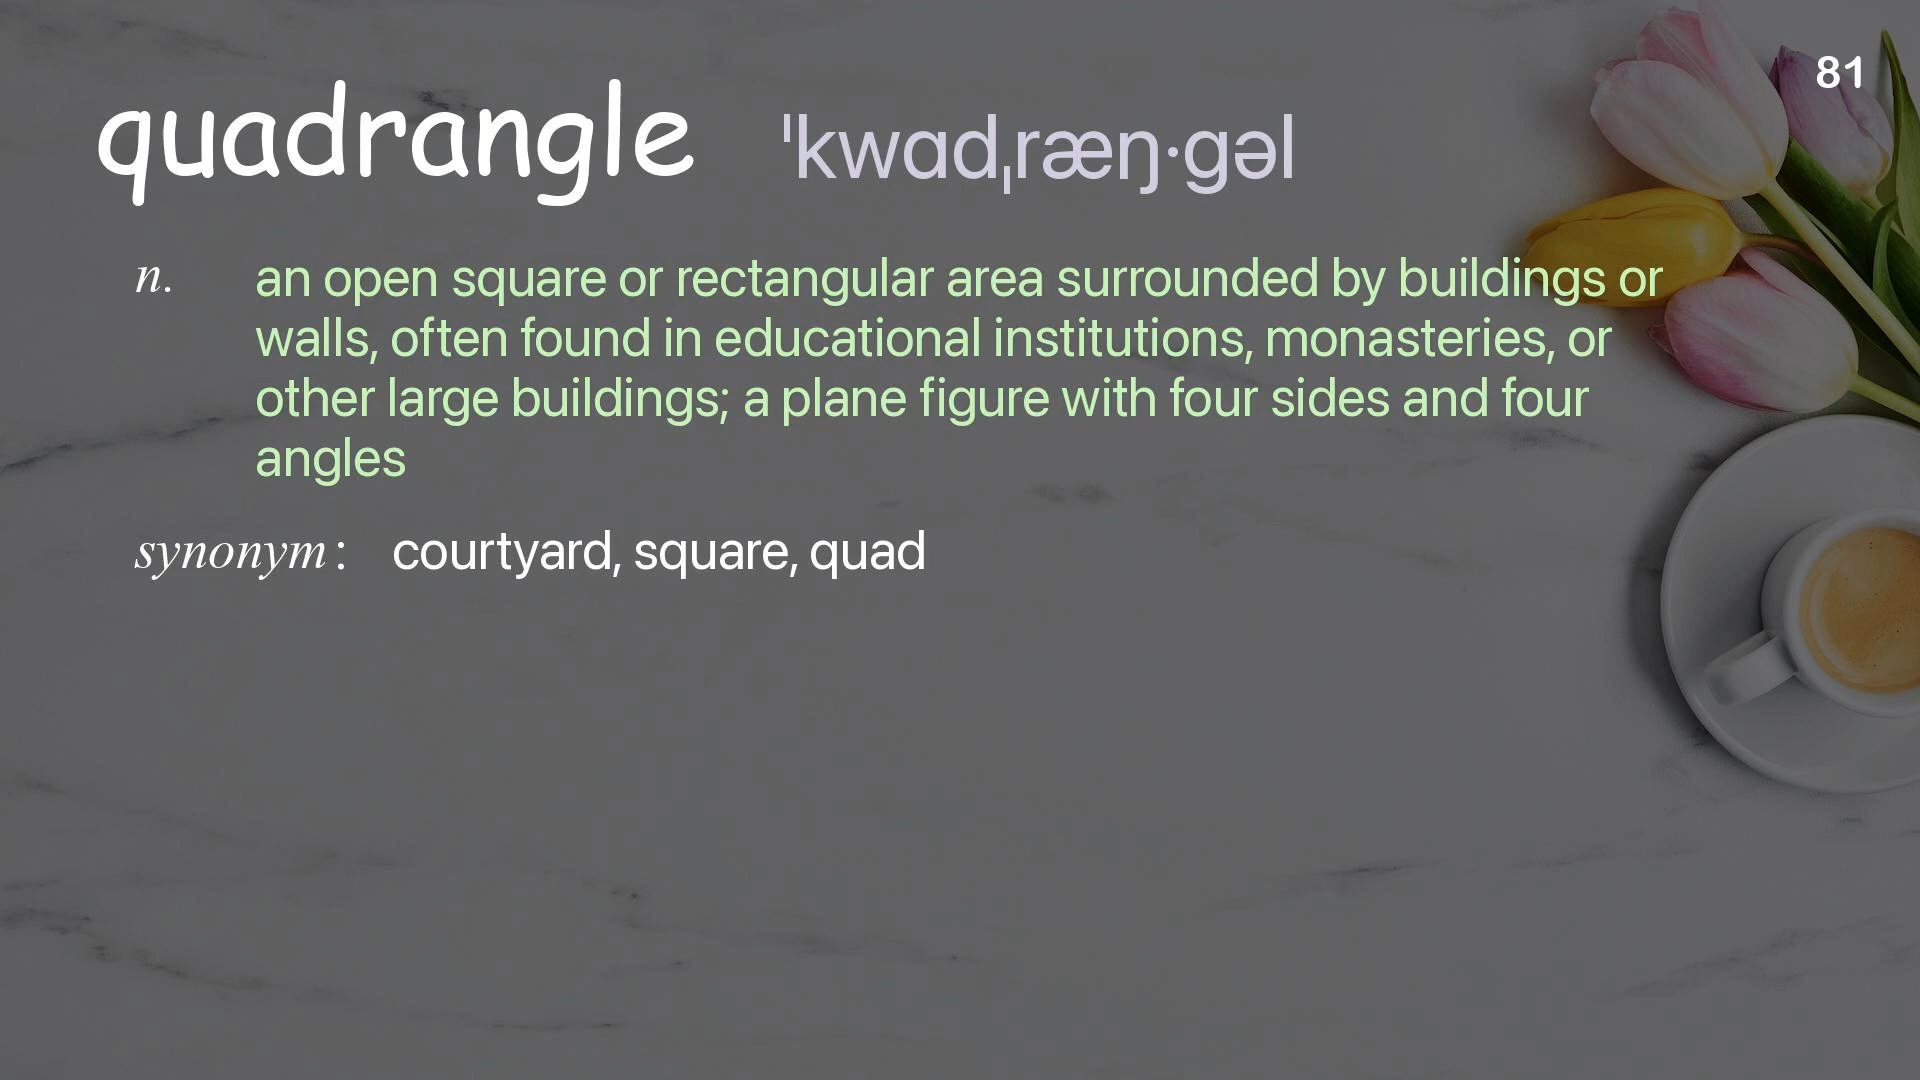 81
quadrangle ˈkwɑdˌræŋ·ɡəl
n. an open square or rectangular area surrounded by buildings or
walls, often found in educational institutions, monasteries, or
other large buildings; a plane figure with four sides and four
angles
synonym: courtyard, square, quad